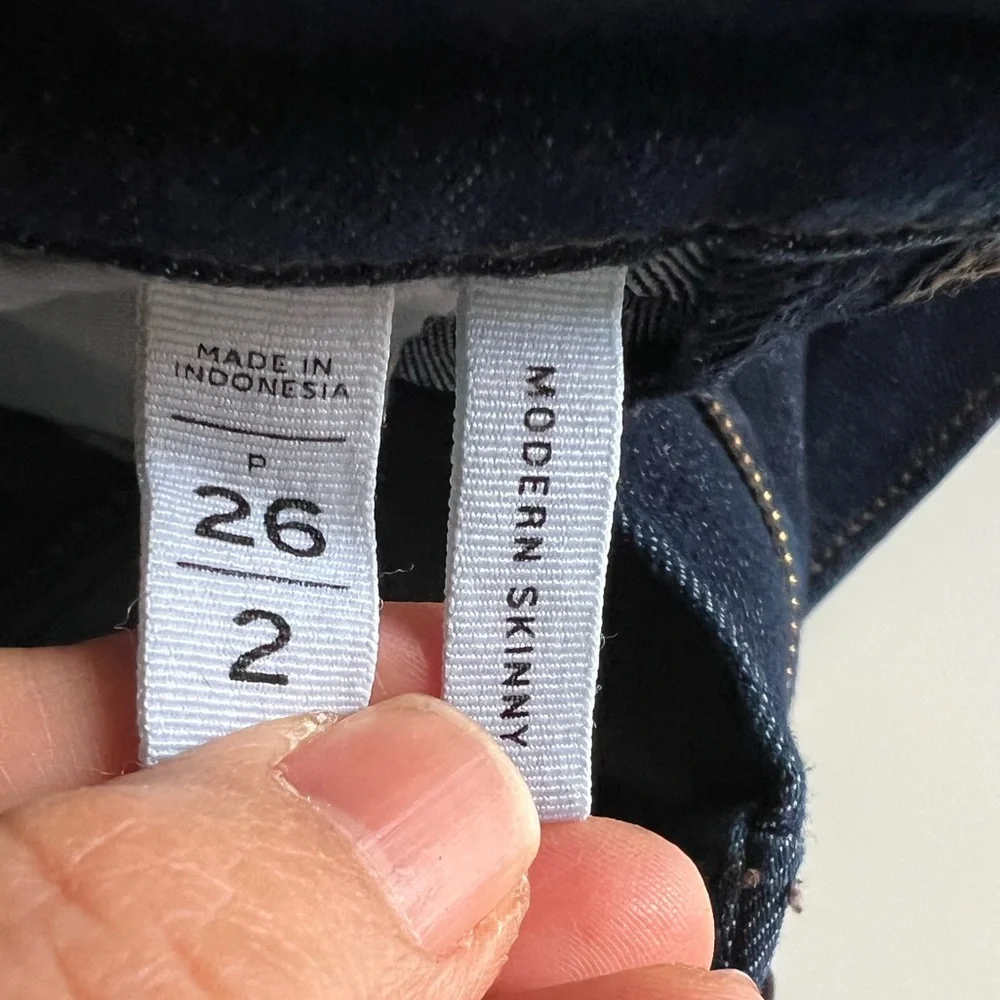 MADE IN
INDONESIA
P
26
2
MODERN SKINNY